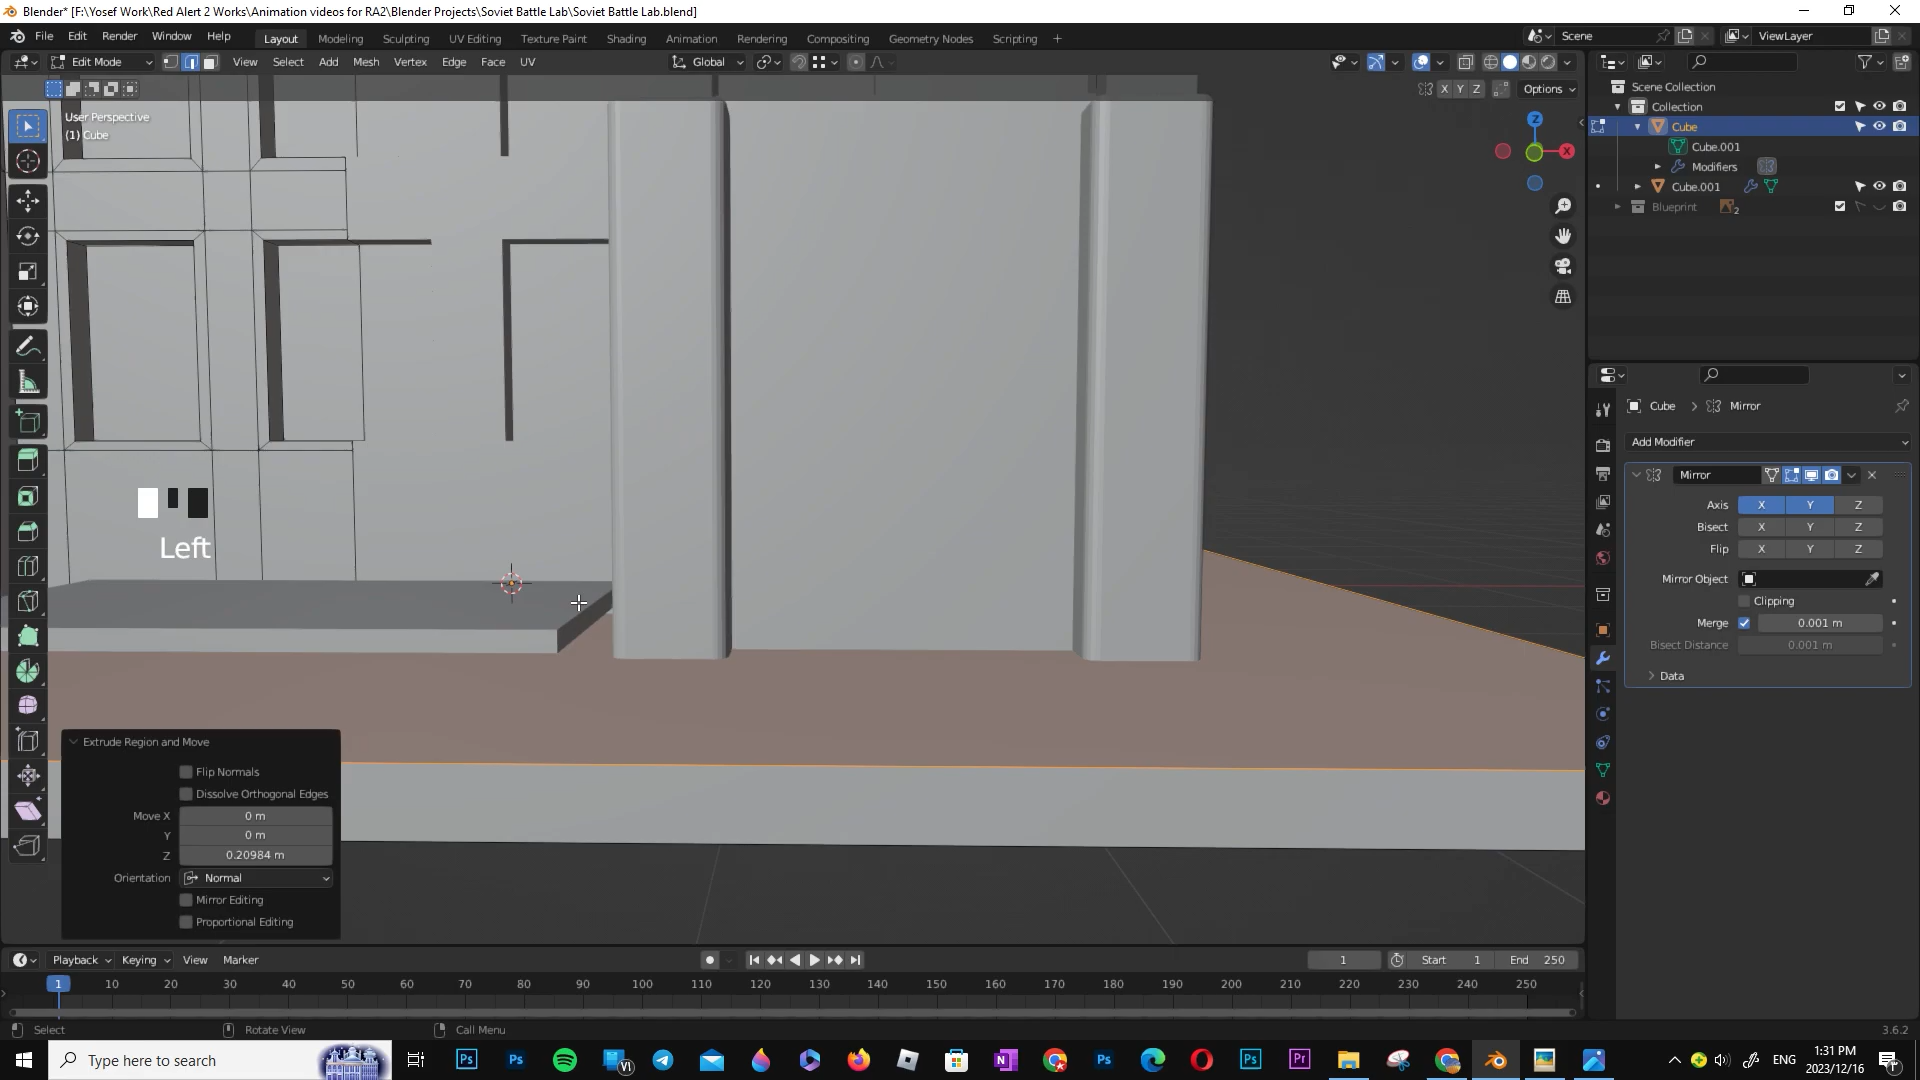 Blender* [F:\Yosef Work\Red Alert 2 Works\Animation videos for RA2\Blender Projects\Soviet Battle Lab\Soviet Battle Lab.blend]
File Edit Render Window Help Layout Modeling Sculpting UV Editing Texture Paint Shading Animation Rendering Compositing Geometry Nodes Scripting + Scene ViewLayer
Edit Mode View Select Add Mesh Vertex Edge Face UV Global
X Y Z Options
User Perspective
(1) Cube
Z
X
Left
Scene Collection
Collection
Cube
Cube.001
Modifiers
Cube.001
Blueprint 2
Cube > Mirror
Add Modifier
Mirror
Axis X Y Z
Bisect X Y Z
Flip X Y Z
Mirror Object
Clipping
Merge 0.001 m
Bisect Distance 0.001 m
Data
Extrude Region and Move
Flip Normals
Dissolve Orthogonal Edges
Move X 0 m
Y 0 m
Z 0.20984 m
Orientation Normal
Mirror Editing
Proportional Editing
Playback Keying View Marker 1 Start 1 End 250
1 10 20 30 40 50 60 70 80 90 100 110 120 130 140 150 160 170 180 190 200 210 220 230 240 250
Select Rotate View Call Menu 3.6.2
Type here to search
Ps Ps VI N Ps Ps Pr
ENG
1:31 PM
2023/12/16